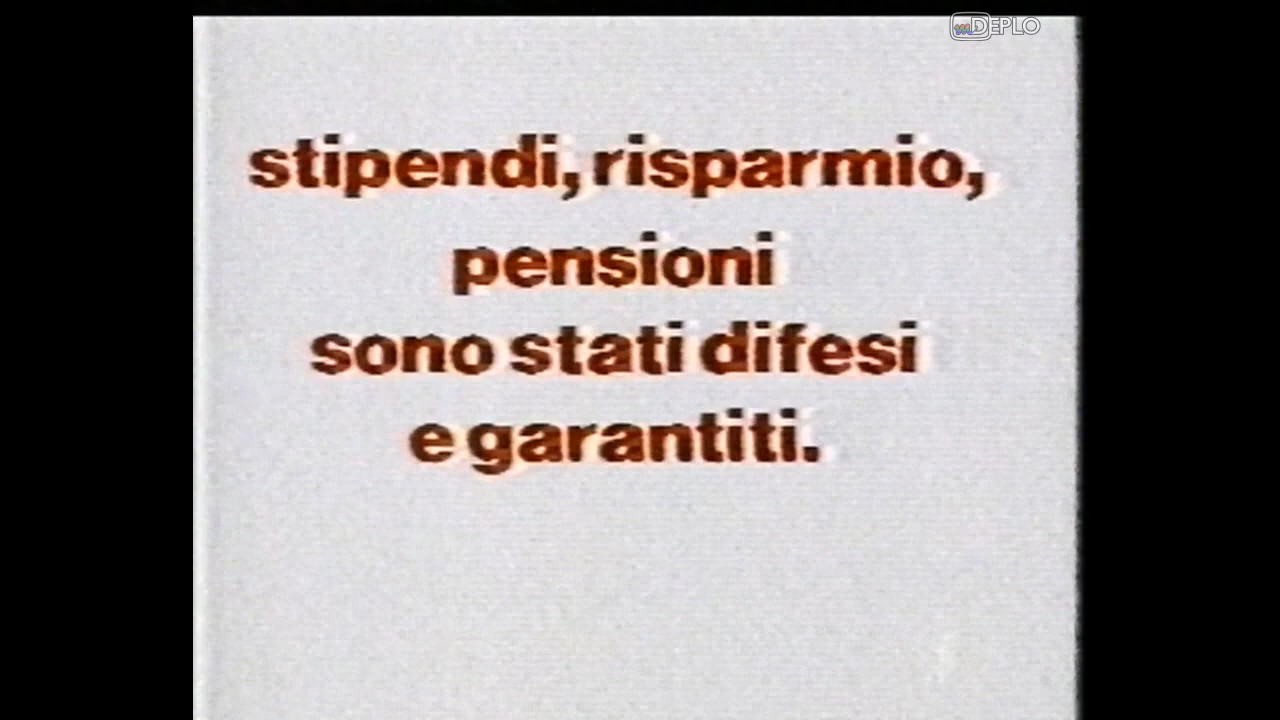 DEPLO
stipendi, risparmio,
pensioni
sono stati difesi
e garantiti.